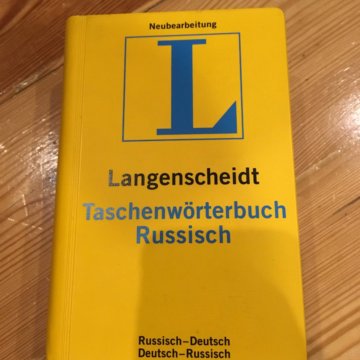 Neubearbeitung
L
Langenscheidt
Taschenwörterbuch
Russisch
Russisch–Deutsch
Deutsch–Russisch